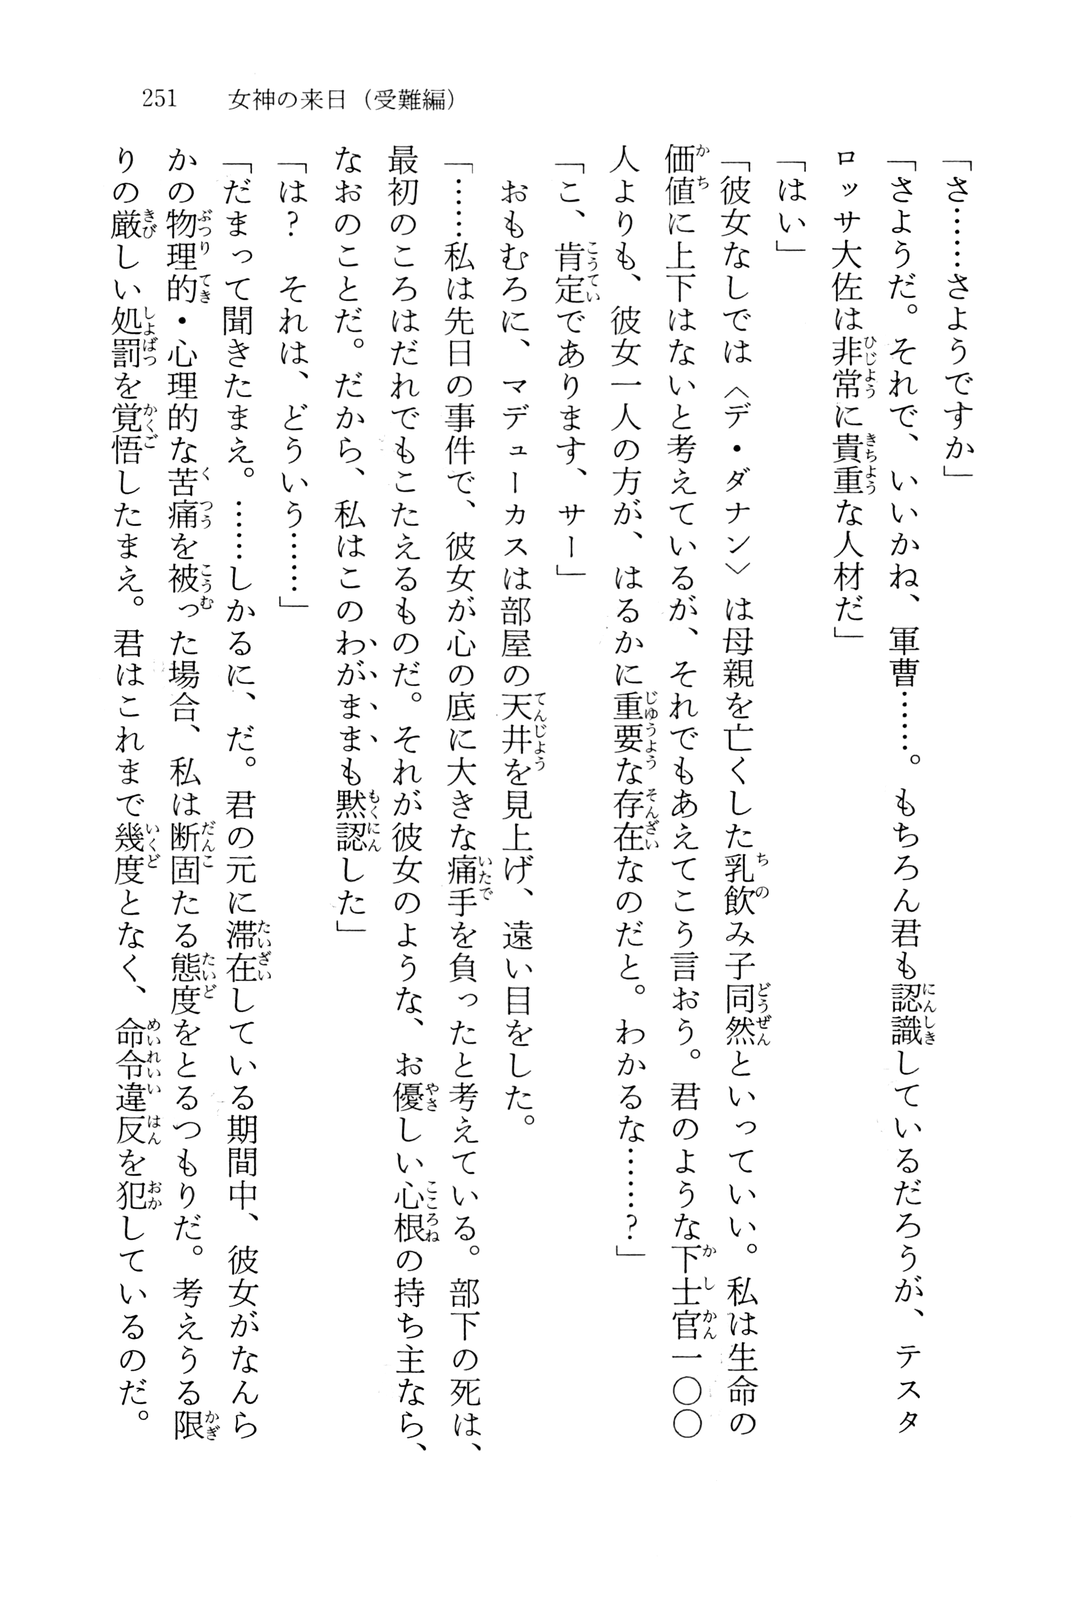 251　女神の来日（受難編）
「さ……さようですか」
「さようだ。それで、いいかね、軍曹……。もちろん君も認識しているだろうが、テスタ
ロッサ大佐は非常に貴重な人材だ」
「はい」
「彼女なしでは〈デ・ダナン〉は母親を亡くした乳飲み子同然といっていい。私は生命の
価値に上下はないと考えているが、それでもあえてこう言おう。君のような下士官一〇〇
人よりも、彼女一人の方が、はるかに重要な存在なのだと。わかるな……？」
「こ、肯定であります、サー」
　おもむろに、マデューカスは部屋の天井を見上げ、遠い目をした。
「……私は先日の事件で、彼女が心の底に大きな痛手を負ったと考えている。部下の死は、
最初のころはだれでもこたえるものだ。それが彼女のような、お優しい心根の持ち主なら、
なおのことだ。だから、私はこのわがままも黙認した」
「は？　それは、どういう……」
「だまって聞きたまえ。……しかるに、だ。君の元に滞在している期間中、彼女がなんら
かの物理的・心理的な苦痛を被った場合、私は断固たる態度をとるつもりだ。考えうる限
りの厳しい処罰を覚悟したまえ。君はこれまで幾度となく、命令違反を犯しているのだ。